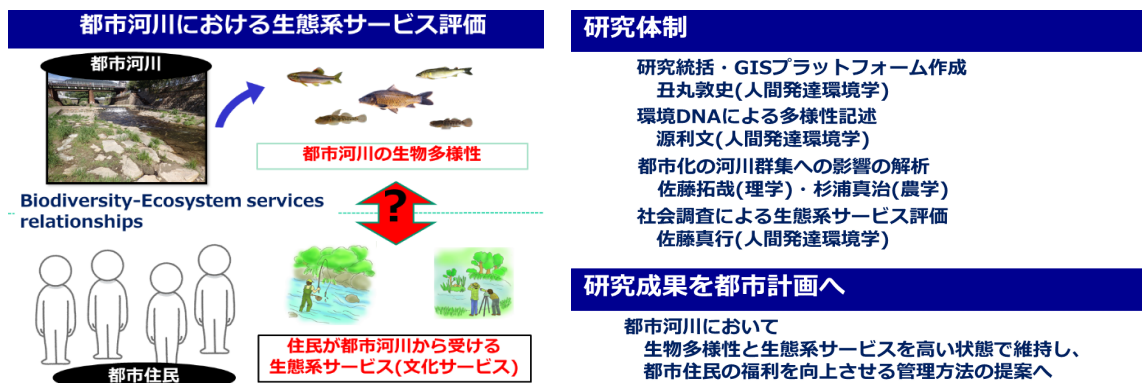 都市河川における生態系サービス評価
都市河川
都市河川の生物多様性
Biodiversity-Ecosystem services
relationships
?
住民が都市河川から受ける
生態系サービス(文化サービス)
都市住民
研究体制
研究統括・GISプラットフォーム作成
丑丸敦史(人間発達環境学)
環境DNAによる多様性記述
源利文(人間発達環境学)
都市化の河川群集への影響の解析
佐藤拓哉(理学)・杉浦真治(農学)
社会調査による生態系サービス評価
佐藤真行(人間発達環境学)
研究成果を都市計画へ
都市河川において
生物多様性と生態系サービスを高い状態で維持し、
都市住民の福利を向上させる管理方法の提案へ